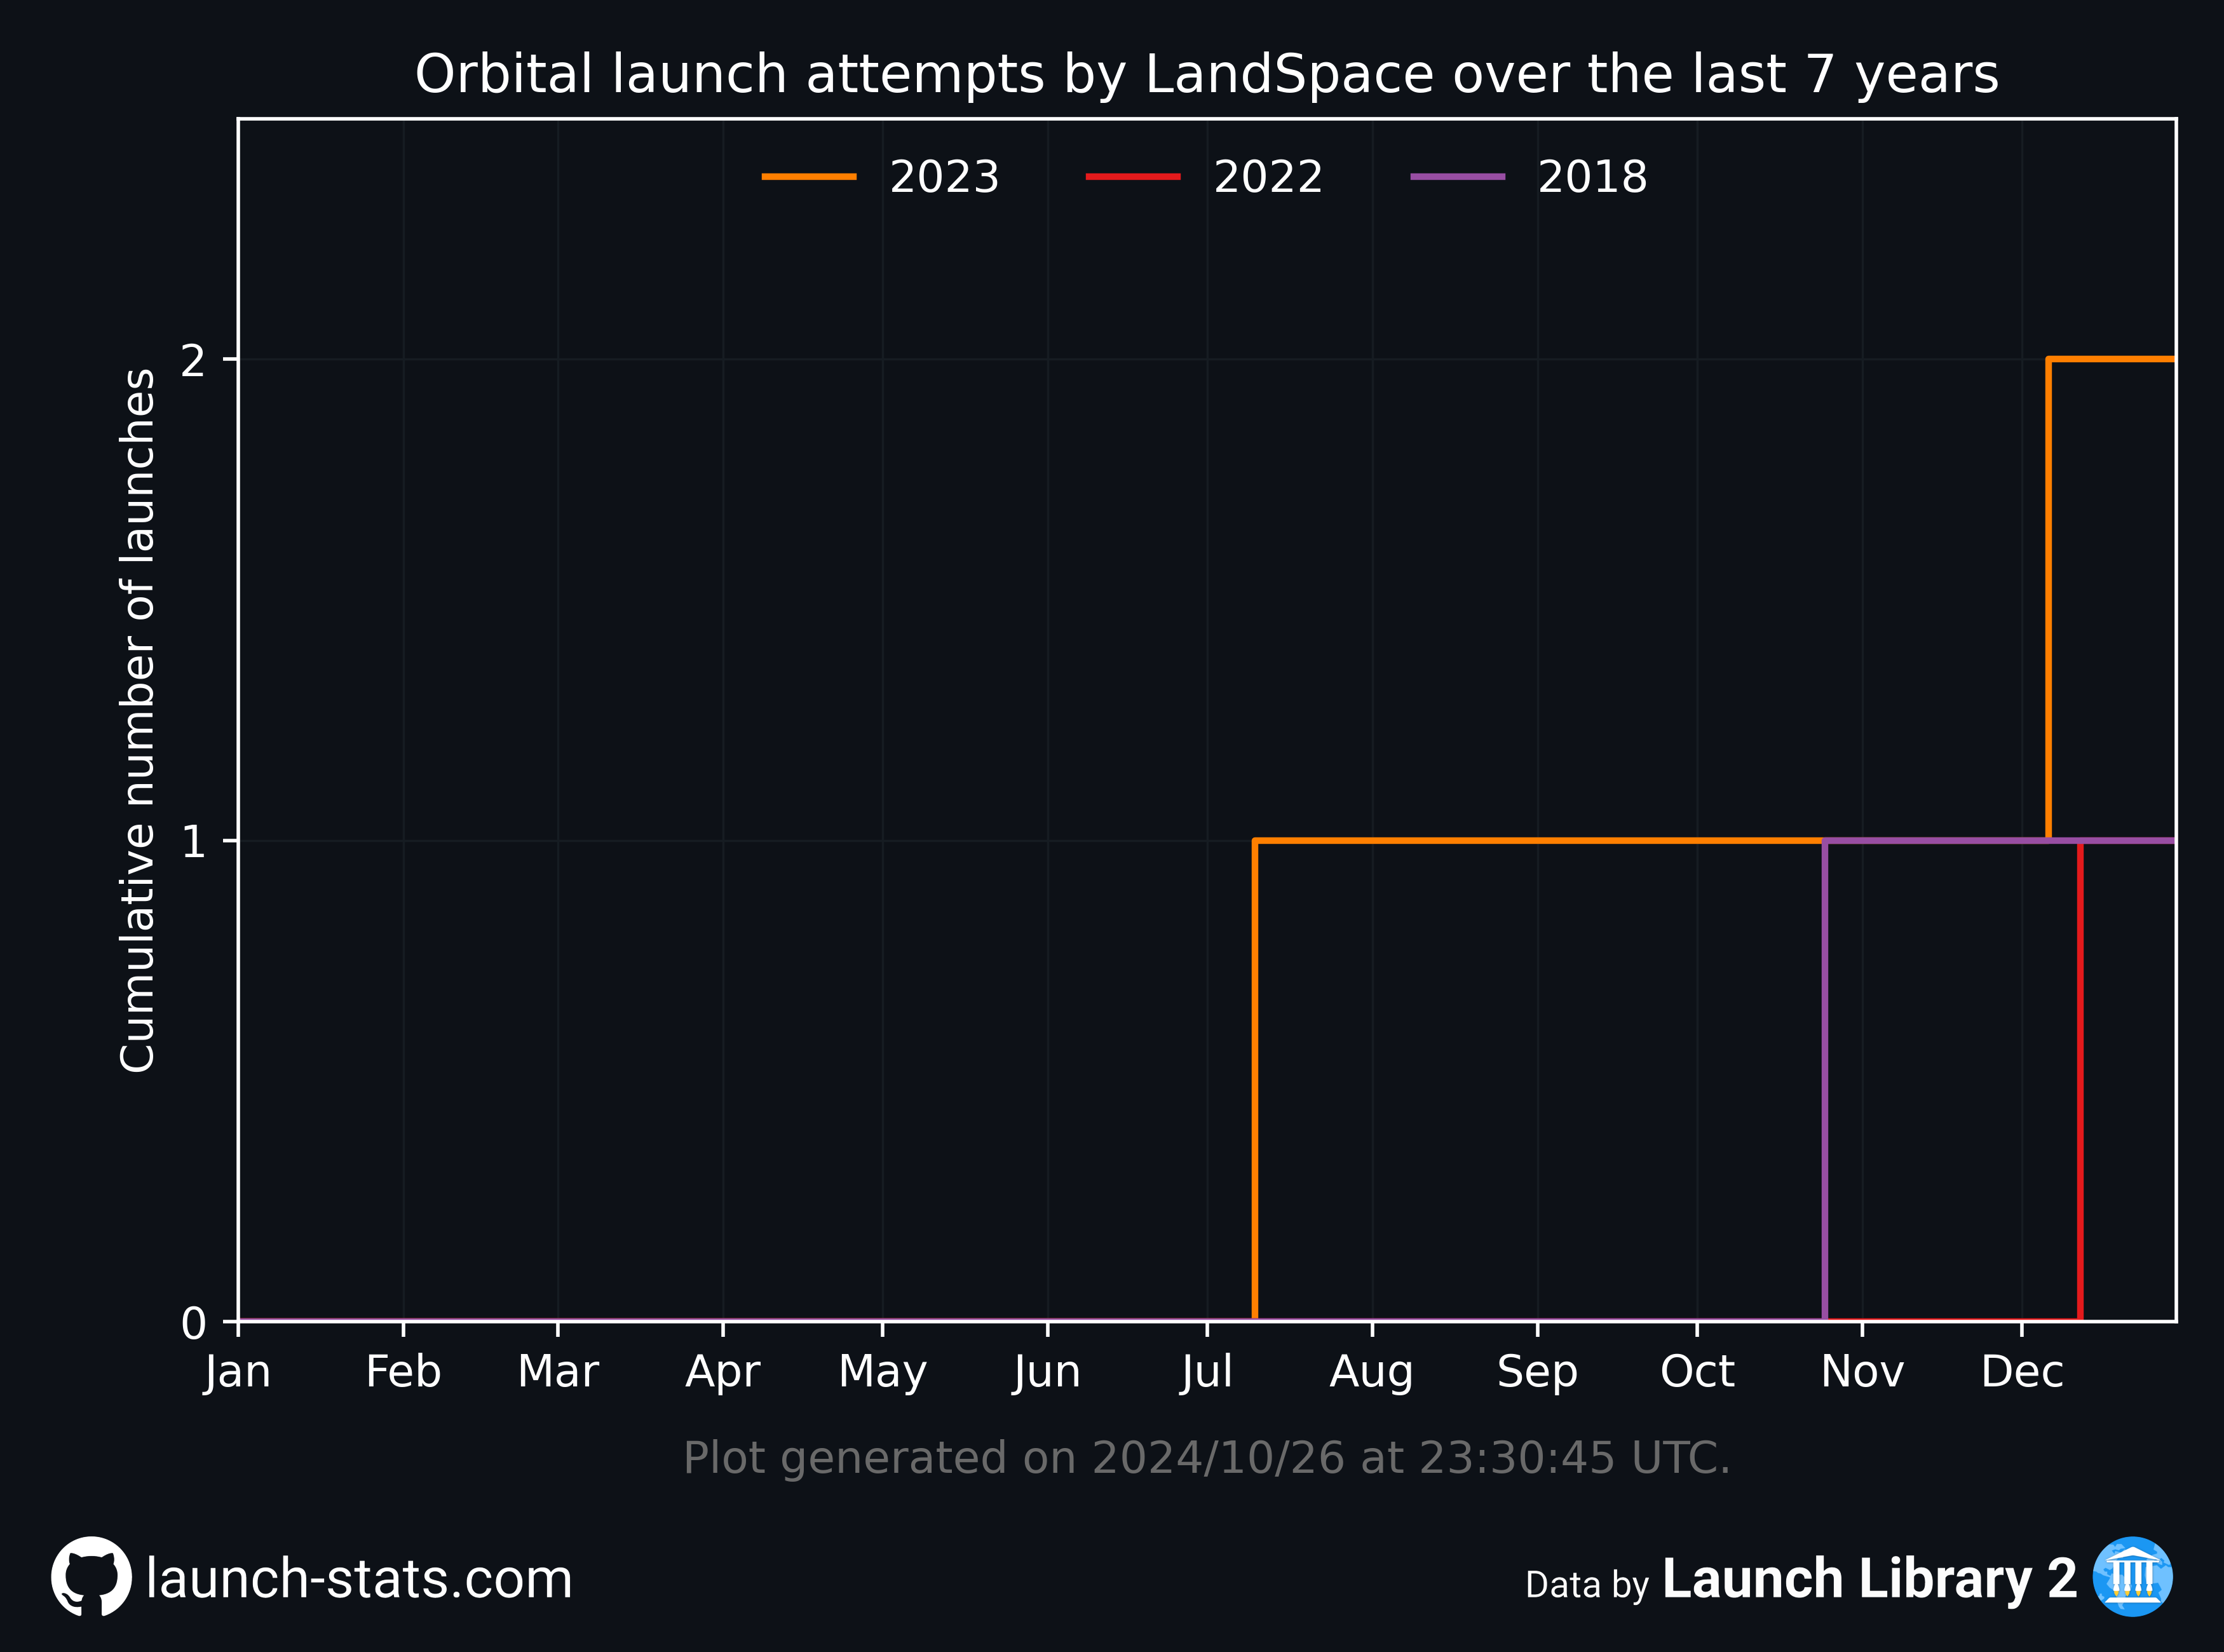 Orbital launch attempts by LandSpace over the last 7 years
2023 2022 2018
Cumulative number of launches
2
1
0
Jan Feb Mar Apr May Jun Jul Aug Sep Oct Nov Dec
Plot generated on 2024/10/26 at 23:30:45 UTC.
launch-stats.com
Data by Launch Library 2